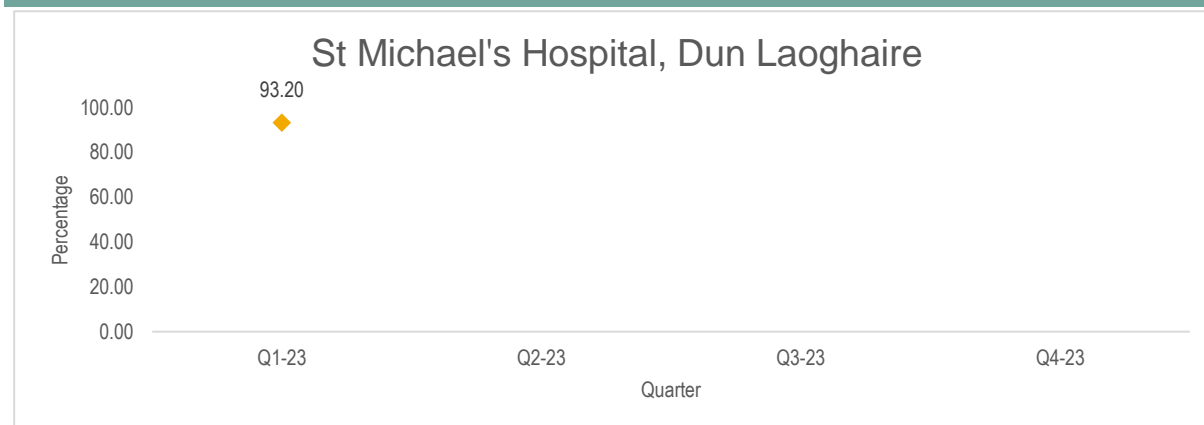 St Michael's Hospital, Dun Laoghaire
93.20
100.00
80.00
60.00
40.00
20.00
0.00
Percentage
Q1-23 Q2-23 Q3-23 Q4-23
Quarter